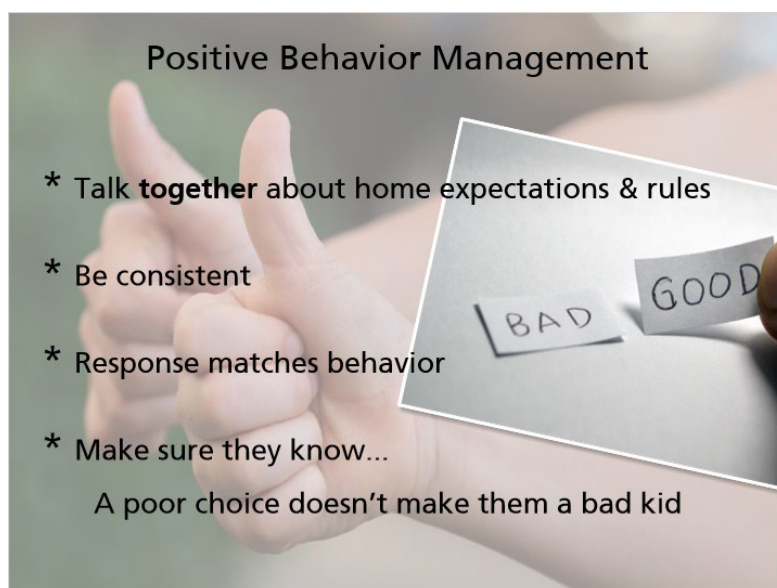 Positive Behavior Management
* Talk together about home expectations & rules
* Be consistent
* Response matches behavior
* Make sure they know...
A poor choice doesn't make them a bad kid
BAD
GOOD